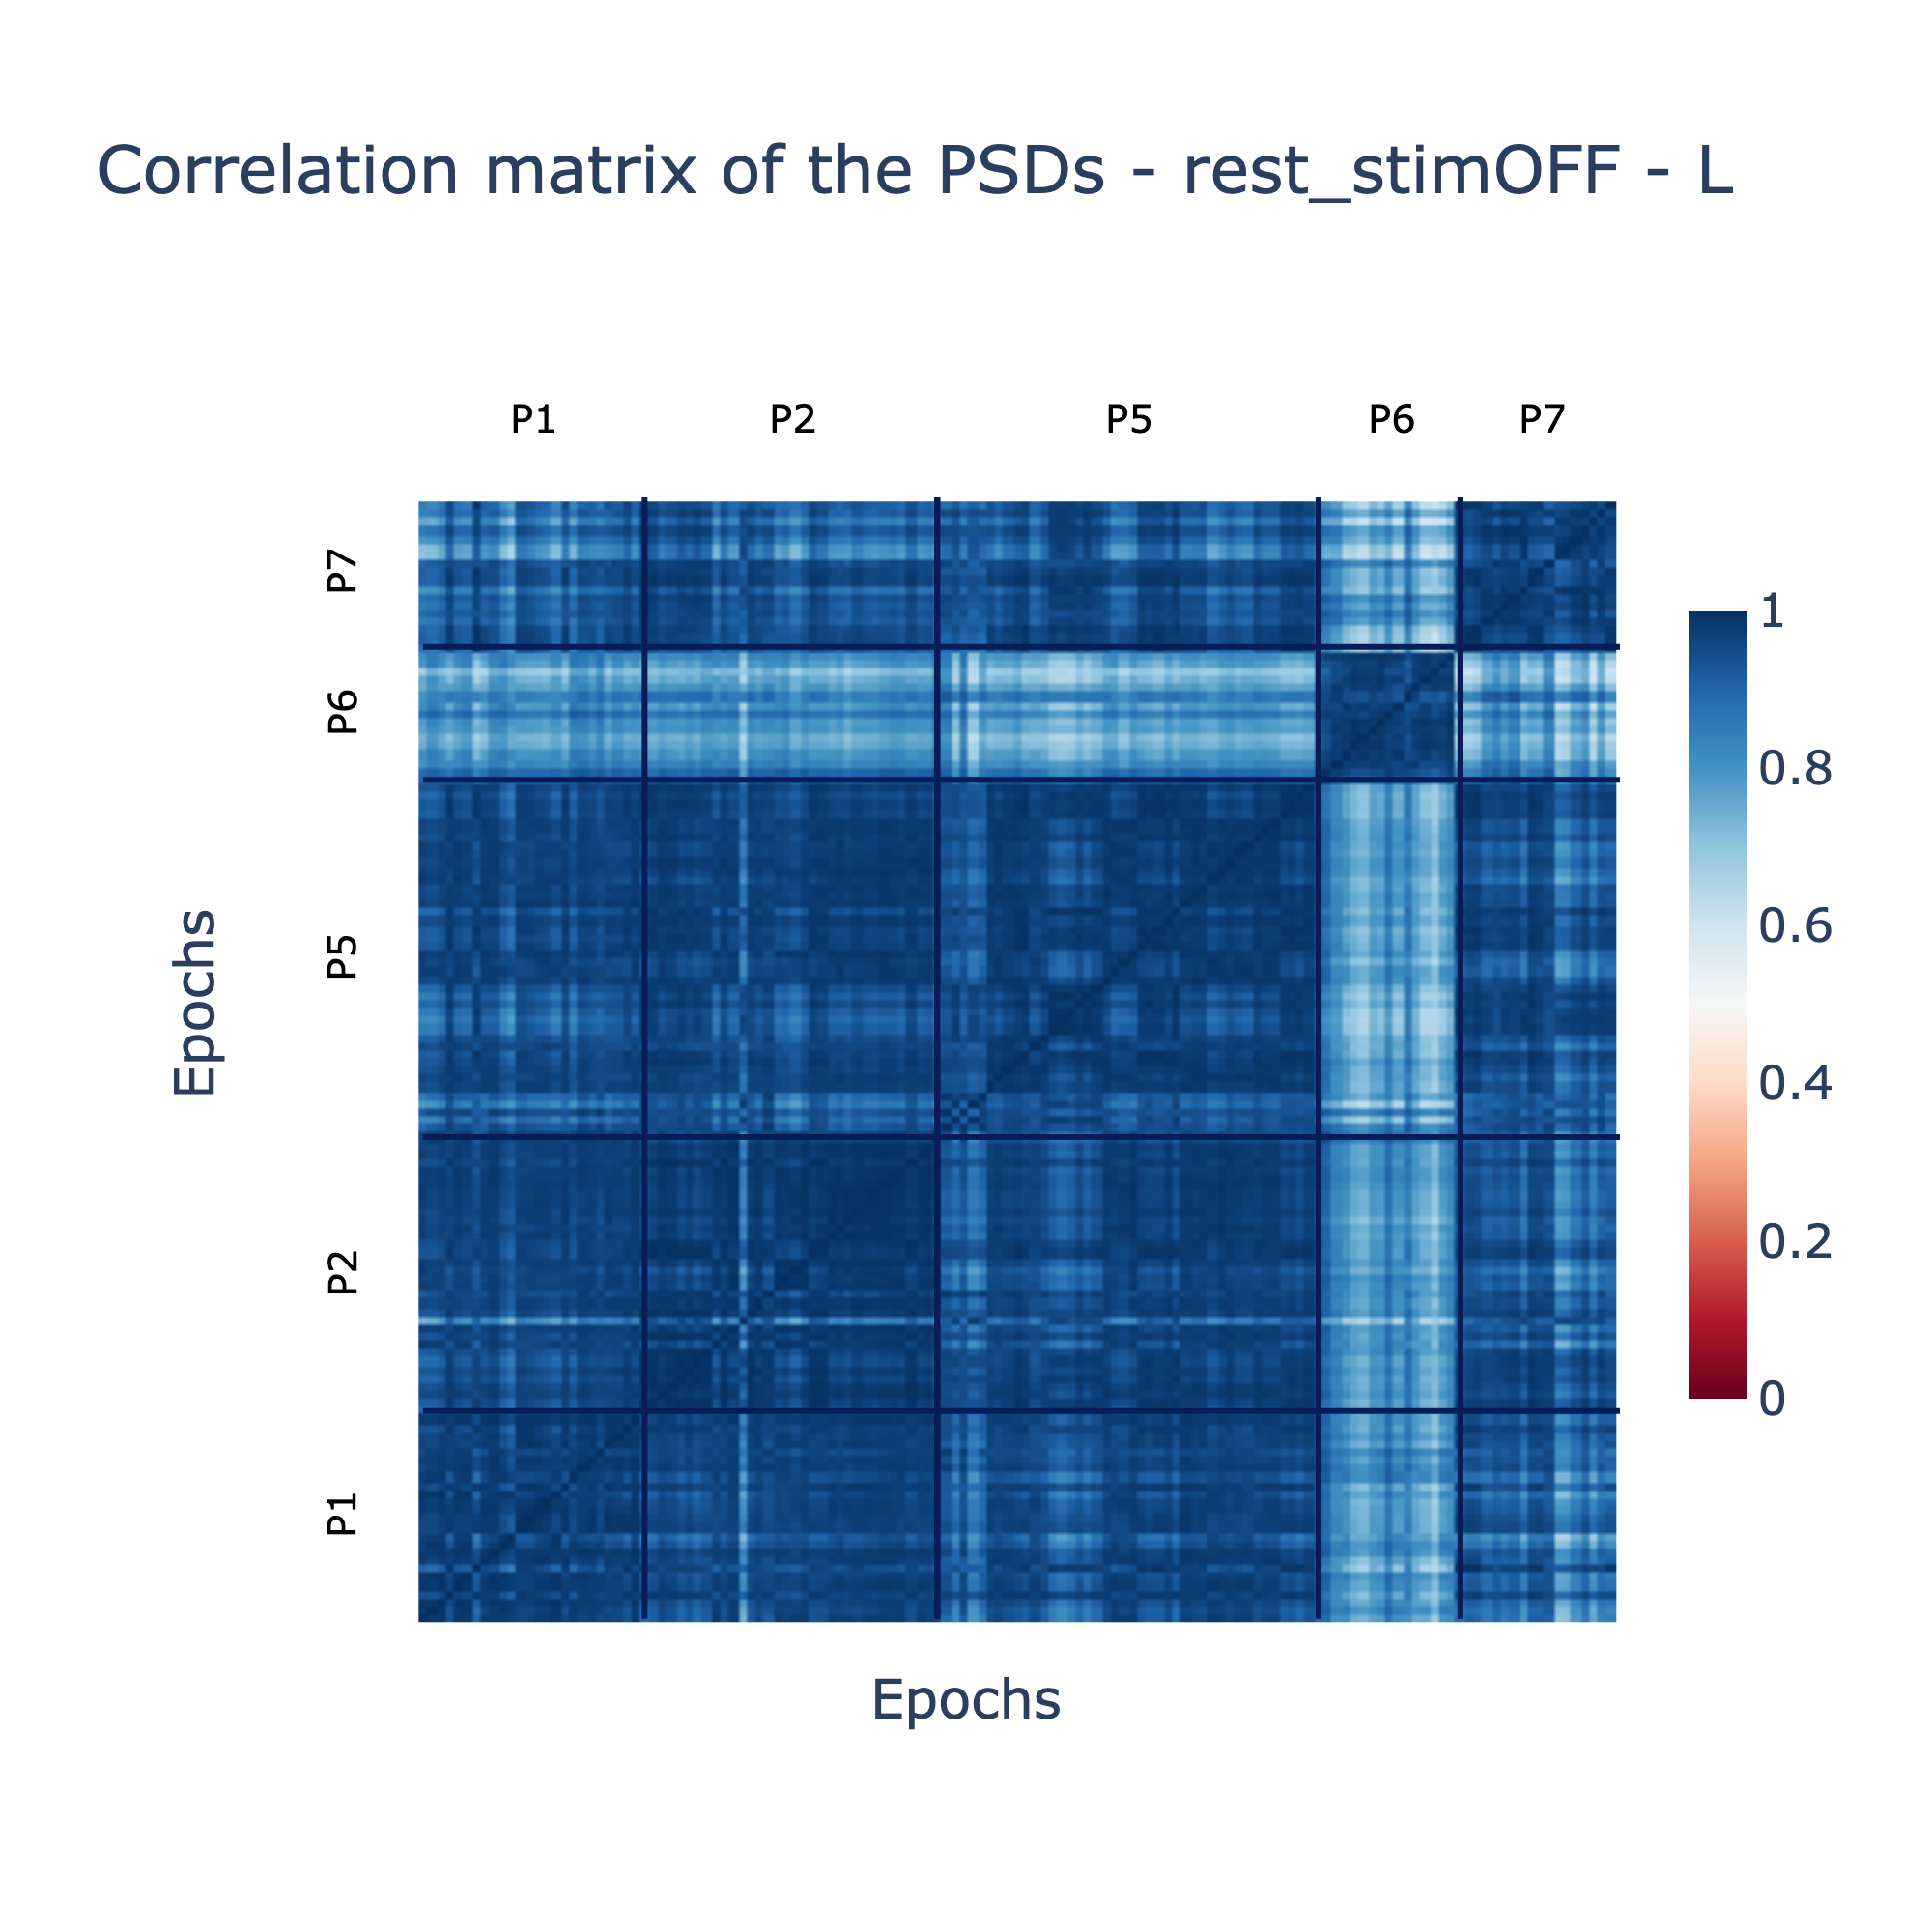 Correlation matrix of the PSDs - rest_stimOFF - L
P1 P2 P5 P6 P7
P7
P6
P5
P2
P1
Epochs
Epochs
1
0.8
0.6
0.4
0.2
0